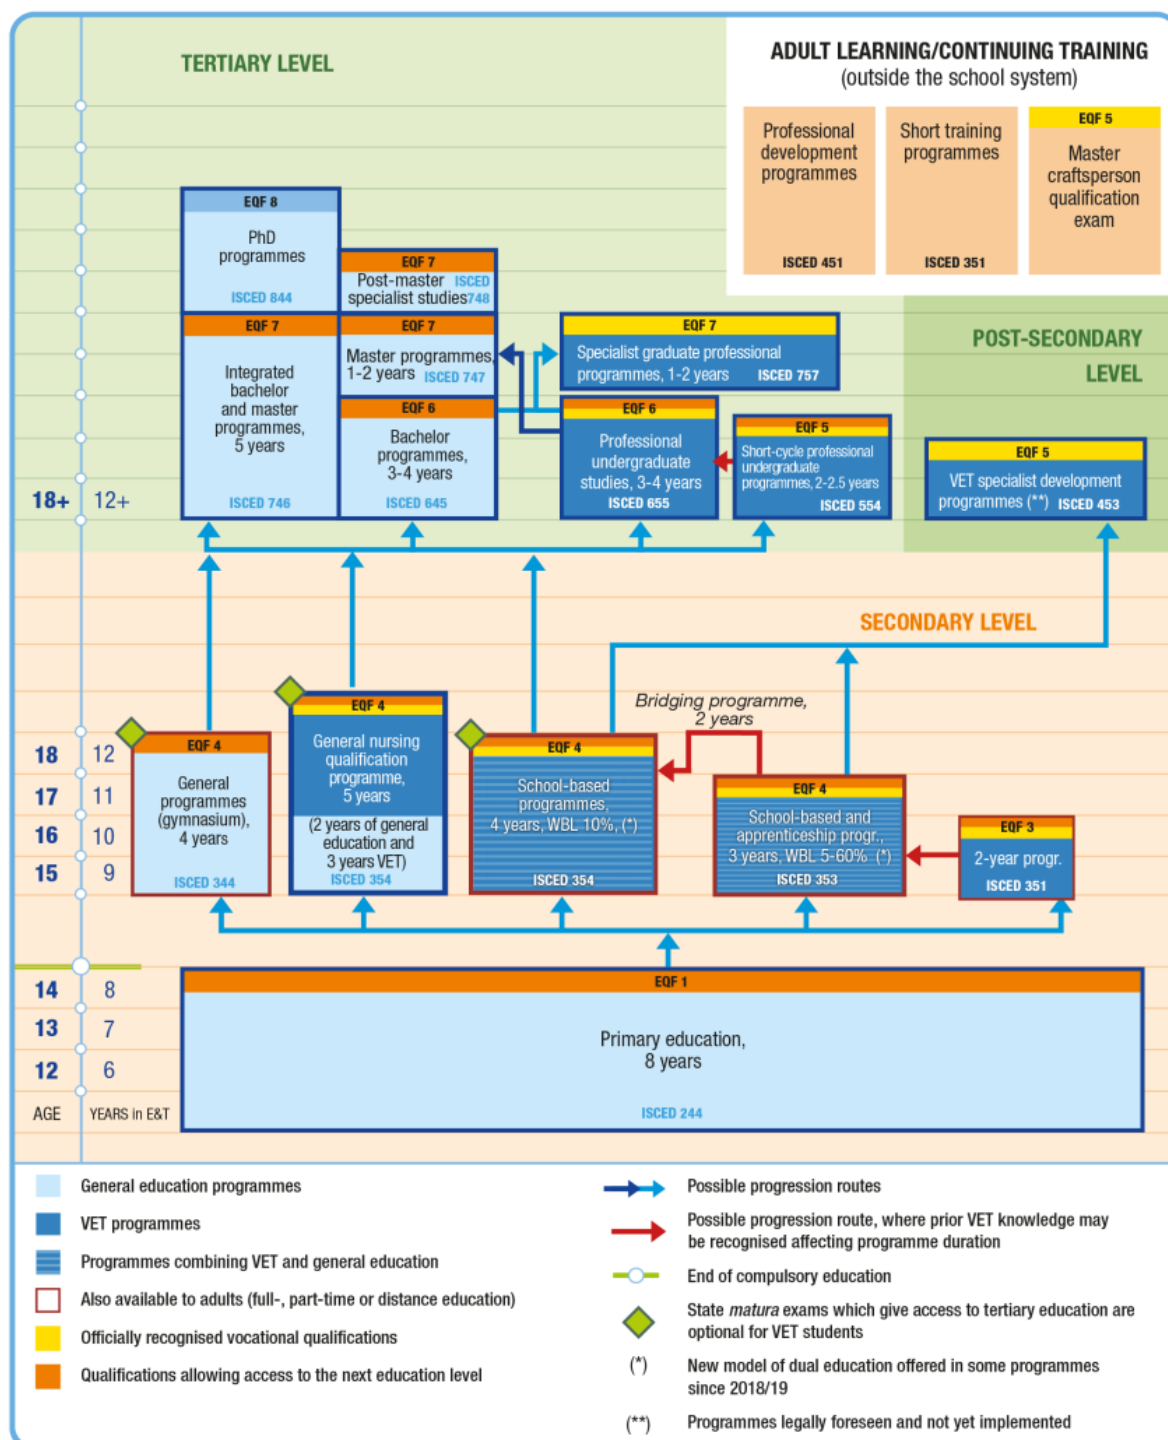 TERTIARY LEVEL
ADULT LEARNING/CONTINUING TRAINING
(outside the school system)
Professional
development
programmes
ISCED 451
Short training
programmes
ISCED 351
EQF 5
Master
craftsperson
qualification
exam
EQF 8
PhD
programmes
ISCED 844
EQF 7
Post-master ISCED
specialist studies 748
EQF 7
Integrated
bachelor
and master
programmes,
5 years
ISCED 746
EQF 7
Master programmes,
1-2 years ISCED 747
EQF 6
Bachelor
programmes,
3-4 years
ISCED 645
EQF 7
Specialist graduate professional
programmes, 1-2 years ISCED 757
EQF 6
Professional
undergraduate
studies, 3-4 years
ISCED 655
EQF 5
Short-cycle professional
undergraduate
programmes, 2-2.5 years
ISCED 554
POST-SECONDARY
LEVEL
EQF 5
VET specialist development
programmes (**) ISCED 453
18+ 12+
SECONDARY LEVEL
Bridging programme,
2 years
EQF 4
General
programmes
(gymnasium),
4 years
ISCED 344
EQF 4
General nursing
qualification
programme,
5 years
(2 years of general
education and
3 years VET)
ISCED 354
EQF 4
School-based
programmes,
4 years, WBL 10%, (*)
ISCED 354
EQF 4
School-based and
apprenticeship progr.,
3 years, WBL 5-60% (*)
ISCED 353
EQF 3
2-year progr.
ISCED 351
18 12
17 11
16 10
15 9
14 8
13 7
12 6
AGE YEARS in E&T
EQF 1
Primary education,
8 years
ISCED 244
General education programmes
VET programmes
Programmes combining VET and general education
Also available to adults (full-, part-time or distance education)
Officially recognised vocational qualifications
Qualifications allowing access to the next education level
Possible progression routes
Possible progression route, where prior VET knowledge may
be recognised affecting programme duration
End of compulsory education
State matura exams which give access to tertiary education are
optional for VET students
(*) New model of dual education offered in some programmes
since 2018/19
(**) Programmes legally foreseen and not yet implemented